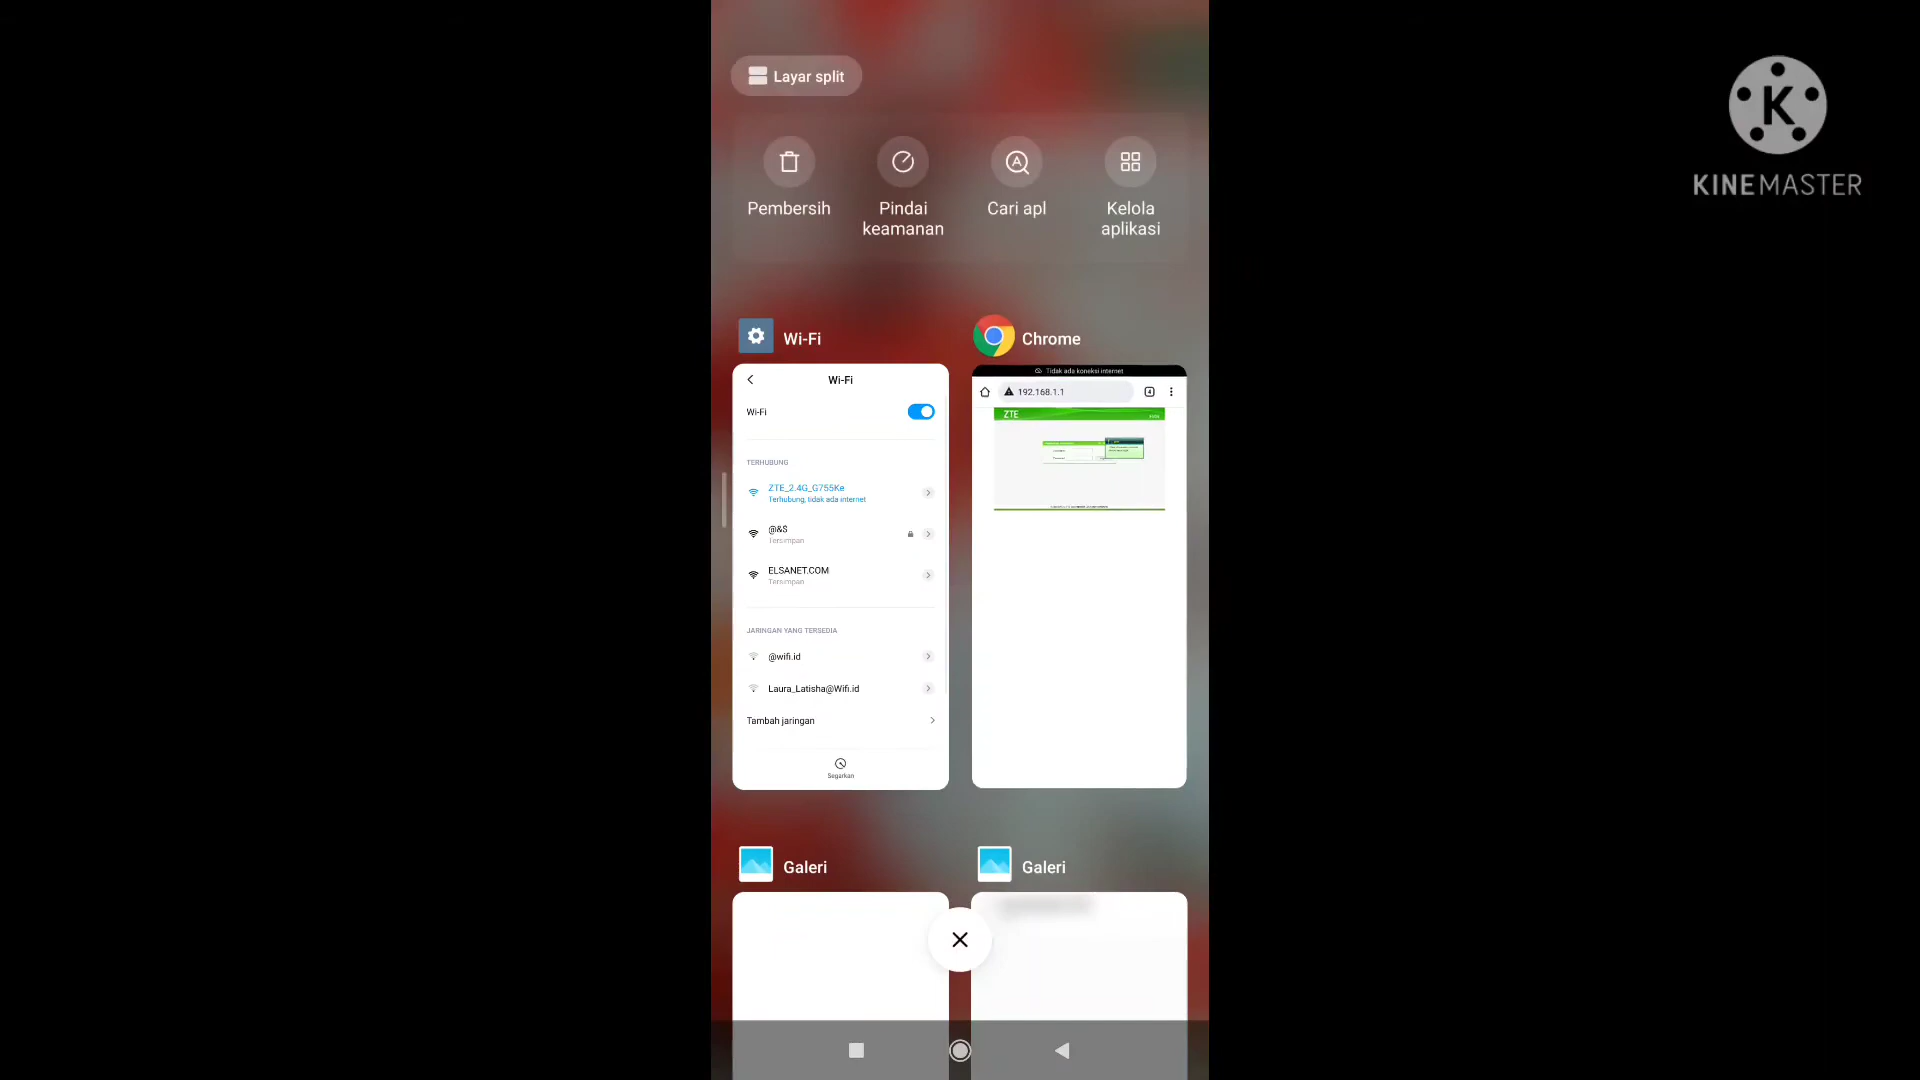 Layar split
K
KINEMASTER
Pembersih
Pindai
keamanan
Cari apl
Kelola
aplikasi
Wi-Fi
Wi-Fi
Wi-Fi
TERHUBUNG
ZTE_2.4G_G755Ke
Terhubung, tidak ada internet
@&$
Tersimpan
ELSANET.COM
Tersimpan
JARINGAN YANG TERSEDIA
@wifi.id
Laura_Latisha@Wifi.id
Tambah jaringan
Segarkan
Chrome
Tidak ada koneksi internet
192.168.1.1
4
ZTE
Galeri
Galeri